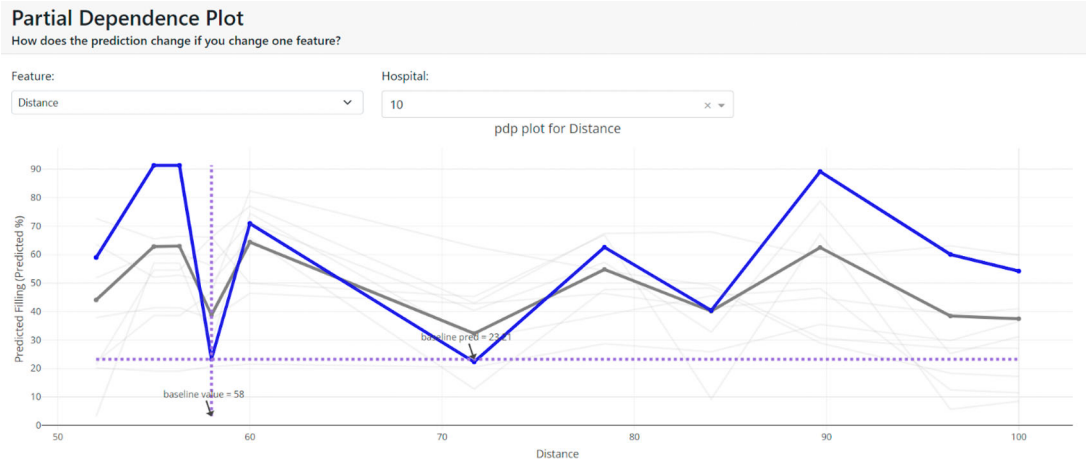 Partial Dependence Plot
How does the prediction change if you change one feature?
Feature:
Hospital:
Distance
10
pdp plot for Distance
90
80
70
60
50
40
30
20
10
0
Predicted Filling (Predicted %)
baseline pred = 23.21
baseline value = 58
50
60
70
80
90
100
Distance